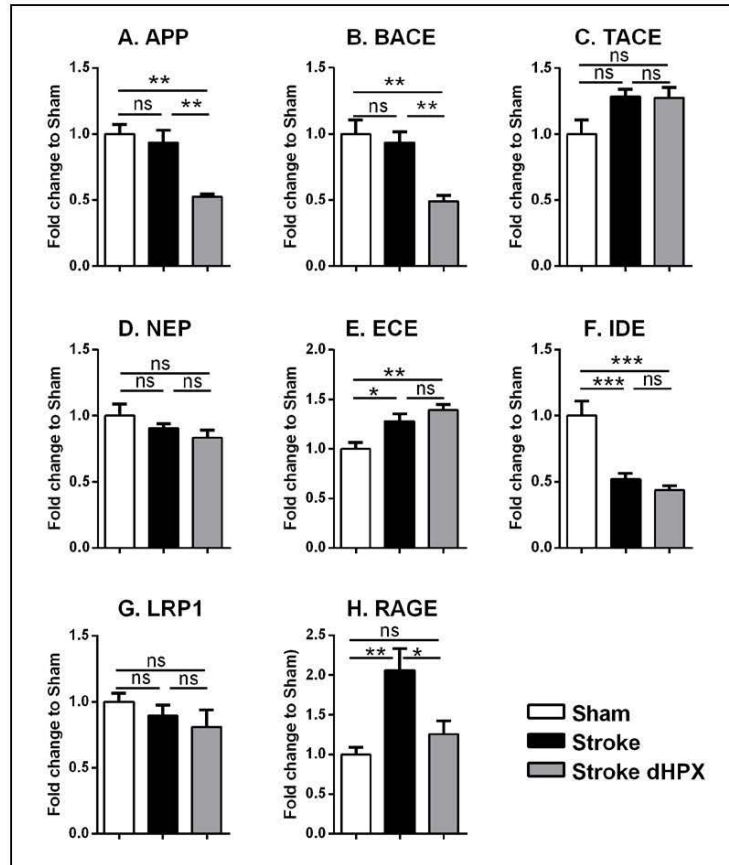 A. APP
Fold change to Sham
1.5
1.0
0.5
0.0
**
ns
**
B. BACE
Fold change to Sham
1.5
1.0
0.5
0.0
**
ns
**
C. TACE
Fold change to Sham
1.5
1.0
0.5
0.0
ns
ns
ns
D. NEP
Fold change to Sham
1.5
1.0
0.5
0.0
ns
ns
ns
E. ECE
Fold change to Sham
2.0
1.5
1.0
0.5
0.0
**
*
ns
F. IDE
Fold change to Sham
1.5
1.0
0.5
0.0
***
***
ns
G. LRP1
Fold change to Sham
1.5
1.0
0.5
0.0
ns
ns
ns
H. RAGE
Fold change to Sham)
2.5
2.0
1.5
1.0
0.5
0.0
ns
**
*
Sham
Stroke
Stroke dHPX